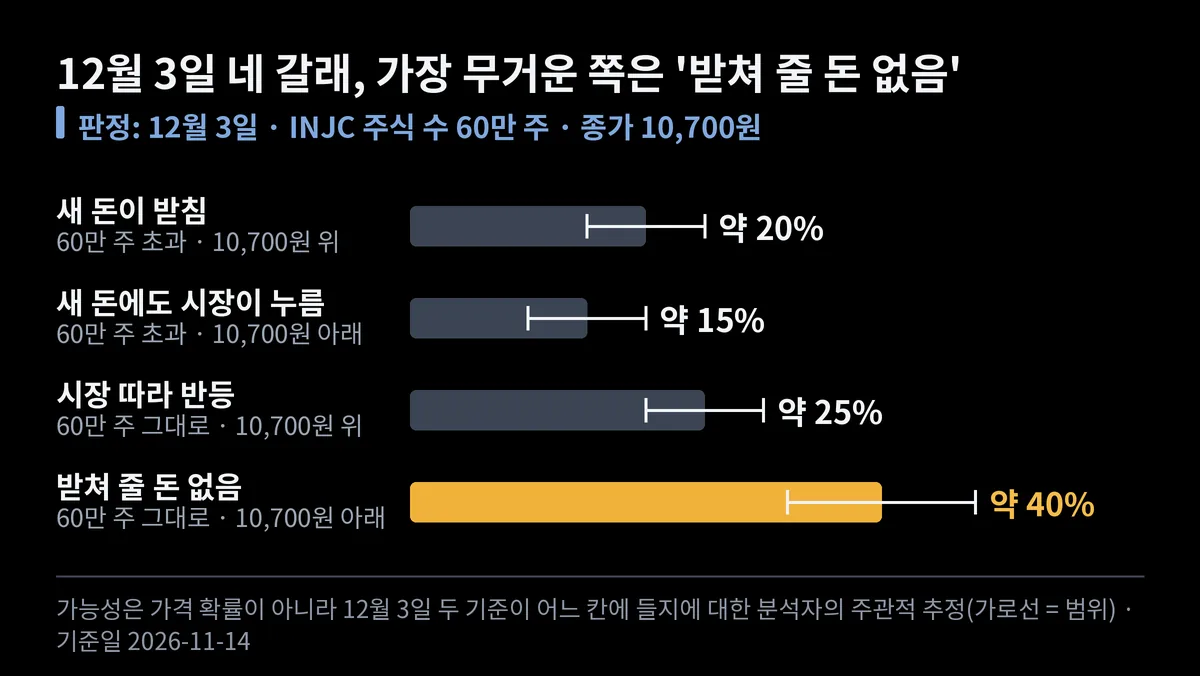 12월 3일 네 갈래, 가장 무거운 쪽은 '받쳐 줄 돈 없음'
판정: 12월 3일 · INJC 주식 수 60만 주 · 종가 10,700원
새 돈이 받침
60만 주 초과 · 10,700원 위
약 20%
새 돈에도 시장이 누름
60만 주 초과 · 10,700원 아래
약 15%
시장 따라 반등
60만 주 그대로 · 10,700원 위
약 25%
받쳐 줄 돈 없음
60만 주 그대로 · 10,700원 아래
약 40%
가능성은 가격 확률이 아니라 12월 3일 두 기준이 어느 칸에 들지에 대한 분석자의 주관적 추정(가로선 = 범위) ·
기준일 2026-11-14